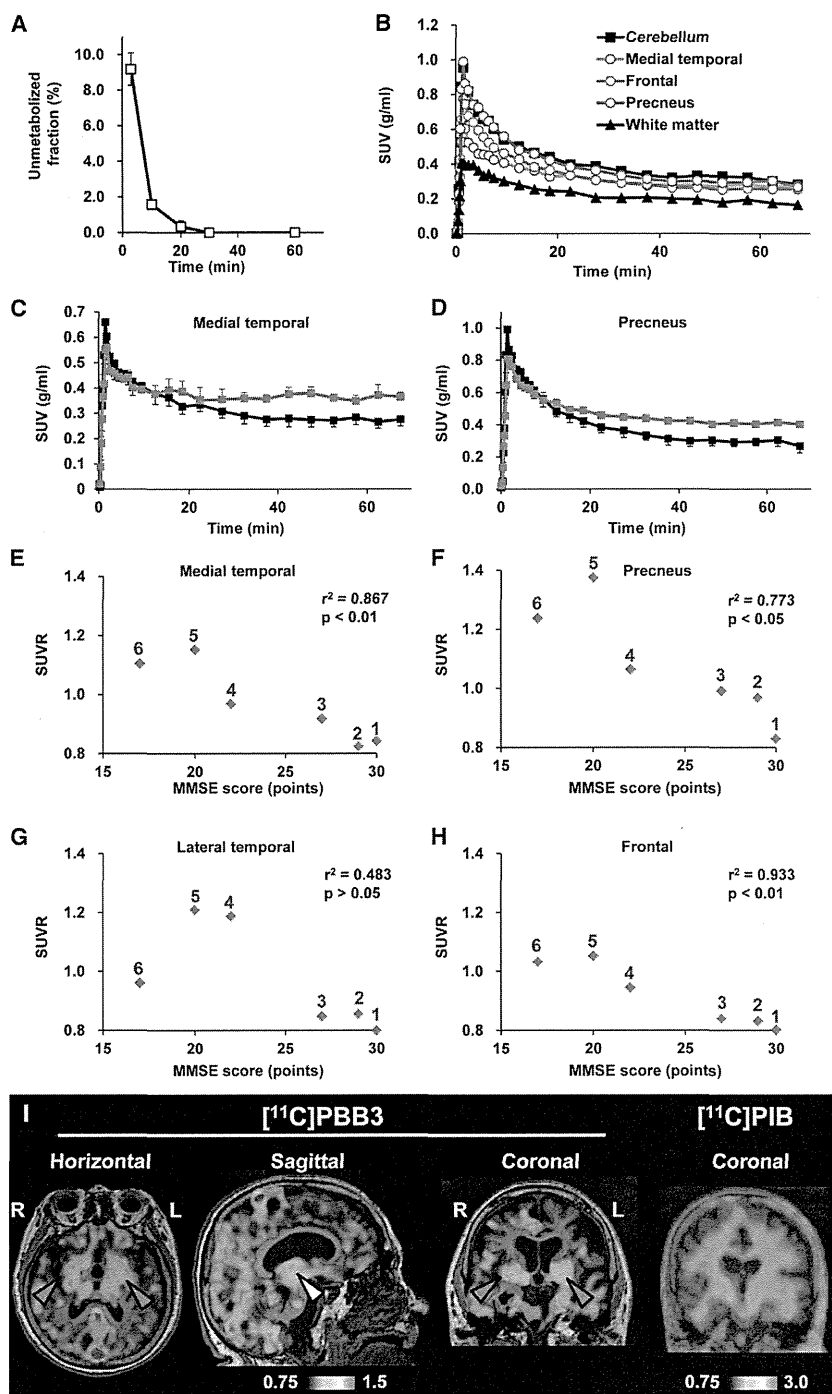 A
Unmetabolized
fraction (%)
10.0
8.0
6.0
4.0
2.0
0.0
0 20 40 60
Time (min)
B
SUV (g/ml)
1.2
1.0
0.8
0.6
0.4
0.2
0.0
Cerebellum
Medial temporal
Frontal
Precneus
White matter
0 20 40 60
Time (min)
C
Medial temporal
SUV (g/ml)
0.7
0.6
0.5
0.4
0.3
0.2
0.1
0
0 20 40 60
Time (min)
D
Precneus
SUV (g/ml)
1.0
0.8
0.6
0.4
0.2
0.0
0 20 40 60
Time (min)
E
Medial temporal
r² = 0.867
p < 0.01
SUVR
1.4
1.2
1.0
0.8
6 5 4 3 2 1
15 20 25 30
MMSE score (points)
F
Precneus
r² = 0.773
p < 0.05
SUVR
1.4
1.2
1.0
0.8
6 5 4 3 2 1
15 20 25 30
MMSE score (points)
G
Lateral temporal
r² = 0.483
p > 0.05
SUVR
1.4
1.2
1.0
0.8
6 5 4 3 2 1
15 20 25 30
MMSE score (points)
H
Frontal
r² = 0.933
p < 0.01
SUVR
1.4
1.2
1.0
0.8
6 5 4 3 2 1
15 20 25 30
MMSE score (points)
I
[¹¹C]PBB3 [¹¹C]PIB
Horizontal Sagittal Coronal Coronal
R L R L
0.75 1.5 0.75 3.0